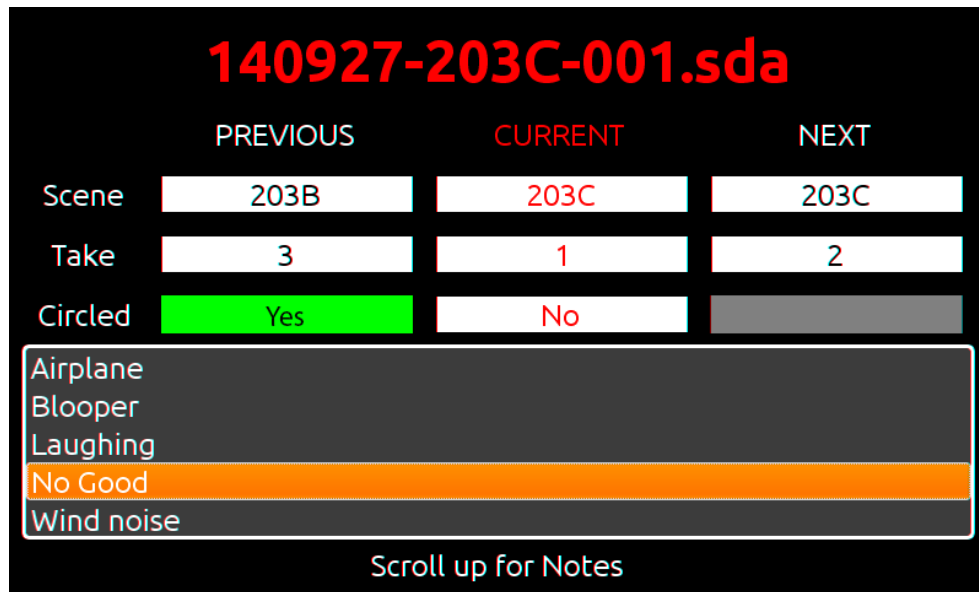 140927-203C-001.sda
PREVIOUS CURRENT NEXT
Scene 203B 203C 203C
Take 3 1 2
Circled Yes No
Airplane
Blooper
Laughing
No Good
Wind noise
Scroll up for Notes